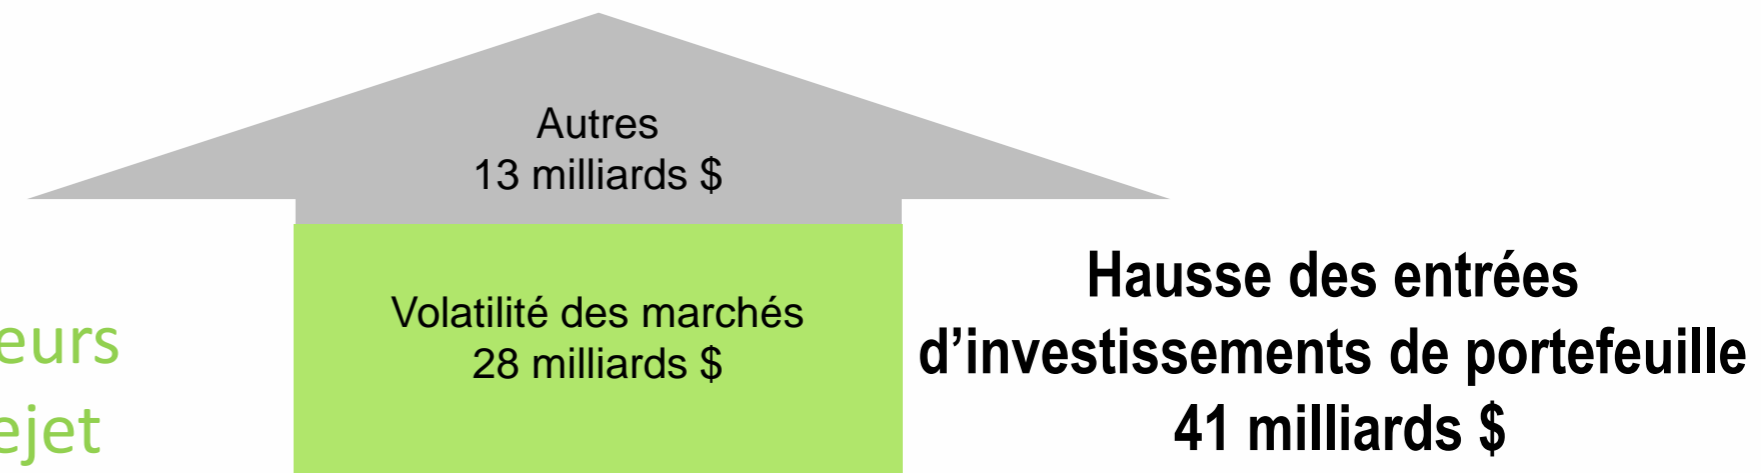 Autres
13 milliards $
Volatilité des marchés
28 milliards $
Hausse des entrées
d’investissements de portefeuille
41 milliards $